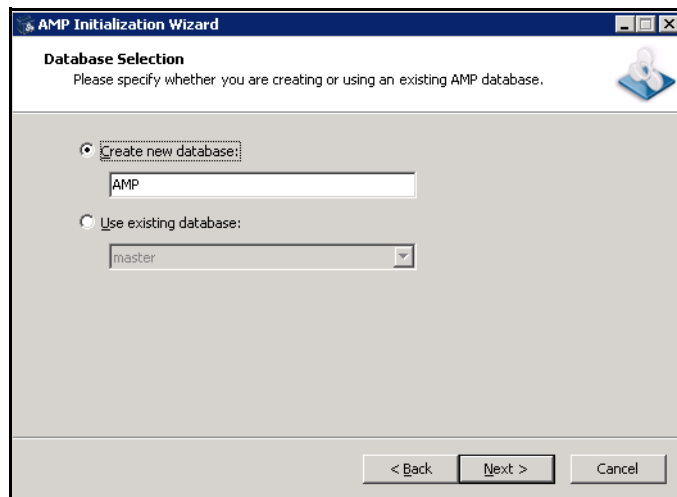 AMP Initialization Wizard
Database Selection
Please specify whether you are creating or using an existing AMP database.
Create new database:
AMP
Use existing database:
master
< Back
Next >
Cancel